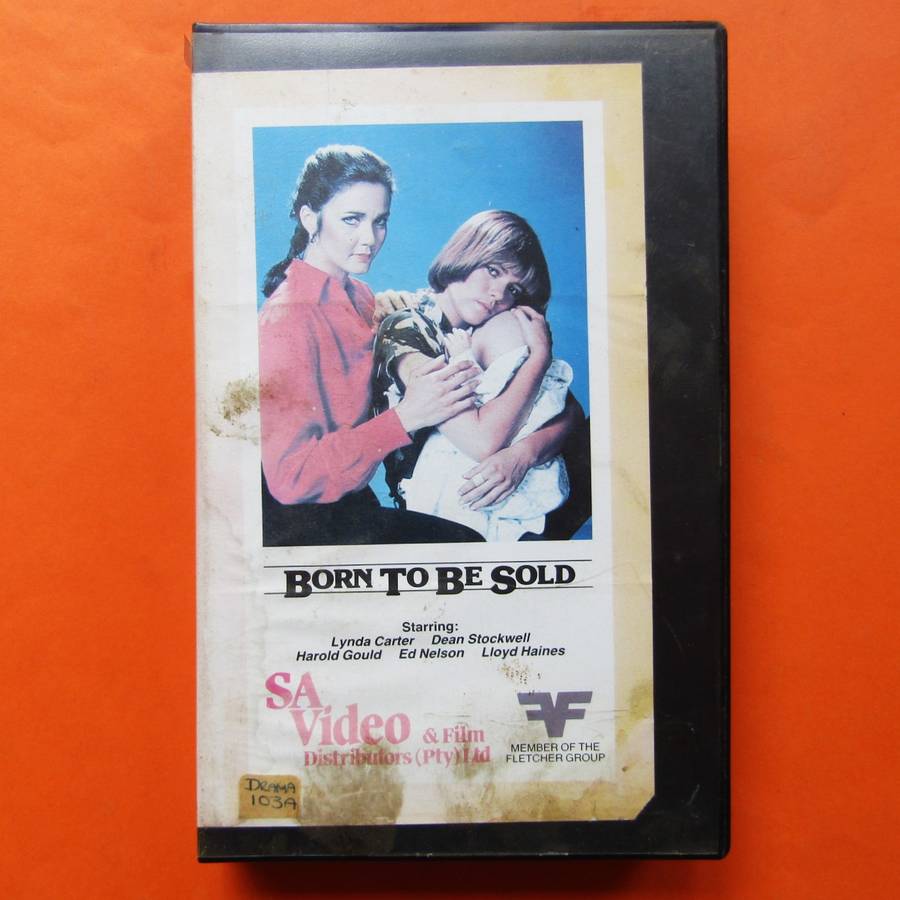 BORN TO BE SOLD
Starring:
Lynda Carter Dean Stockwell
Harold Gould Ed Nelson Lloyd Haines
SA
Video & Film
Distributors (Pty) Ltd
MEMBER OF THE
FLETCHER GROUP
DRAMA
103A